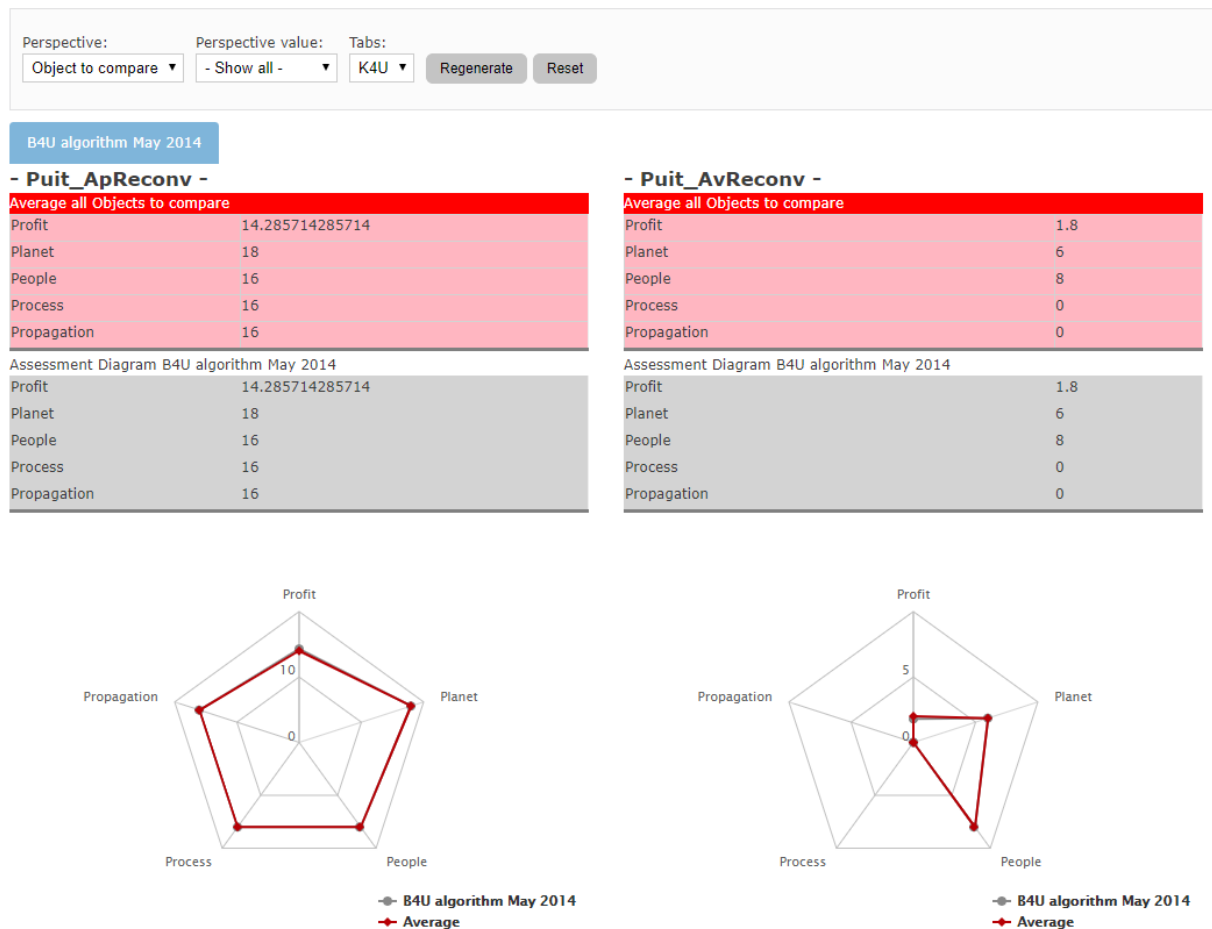 Perspective: Perspective value: Tabs:
Object to compare - Show all - K4U Regenerate Reset
B4U algorithm May 2014
- Puit_ApReconv -
Average all Objects to compare
Profit 14.285714285714
Planet 18
People 16
Process 16
Propagation 16
Assessment Diagram B4U algorithm May 2014
Profit 14.285714285714
Planet 18
People 16
Process 16
Propagation 16
Profit
10
Propagation
Planet
0
Process
People
B4U algorithm May 2014
Average
- Puit_AvReconv -
Average all Objects to compare
Profit 1.8
Planet 6
People 8
Process 0
Propagation 0
Assessment Diagram B4U algorithm May 2014
Profit 1.8
Planet 6
People 8
Process 0
Propagation 0
Profit
5
Propagation
Planet
0
Process
People
B4U algorithm May 2014
Average